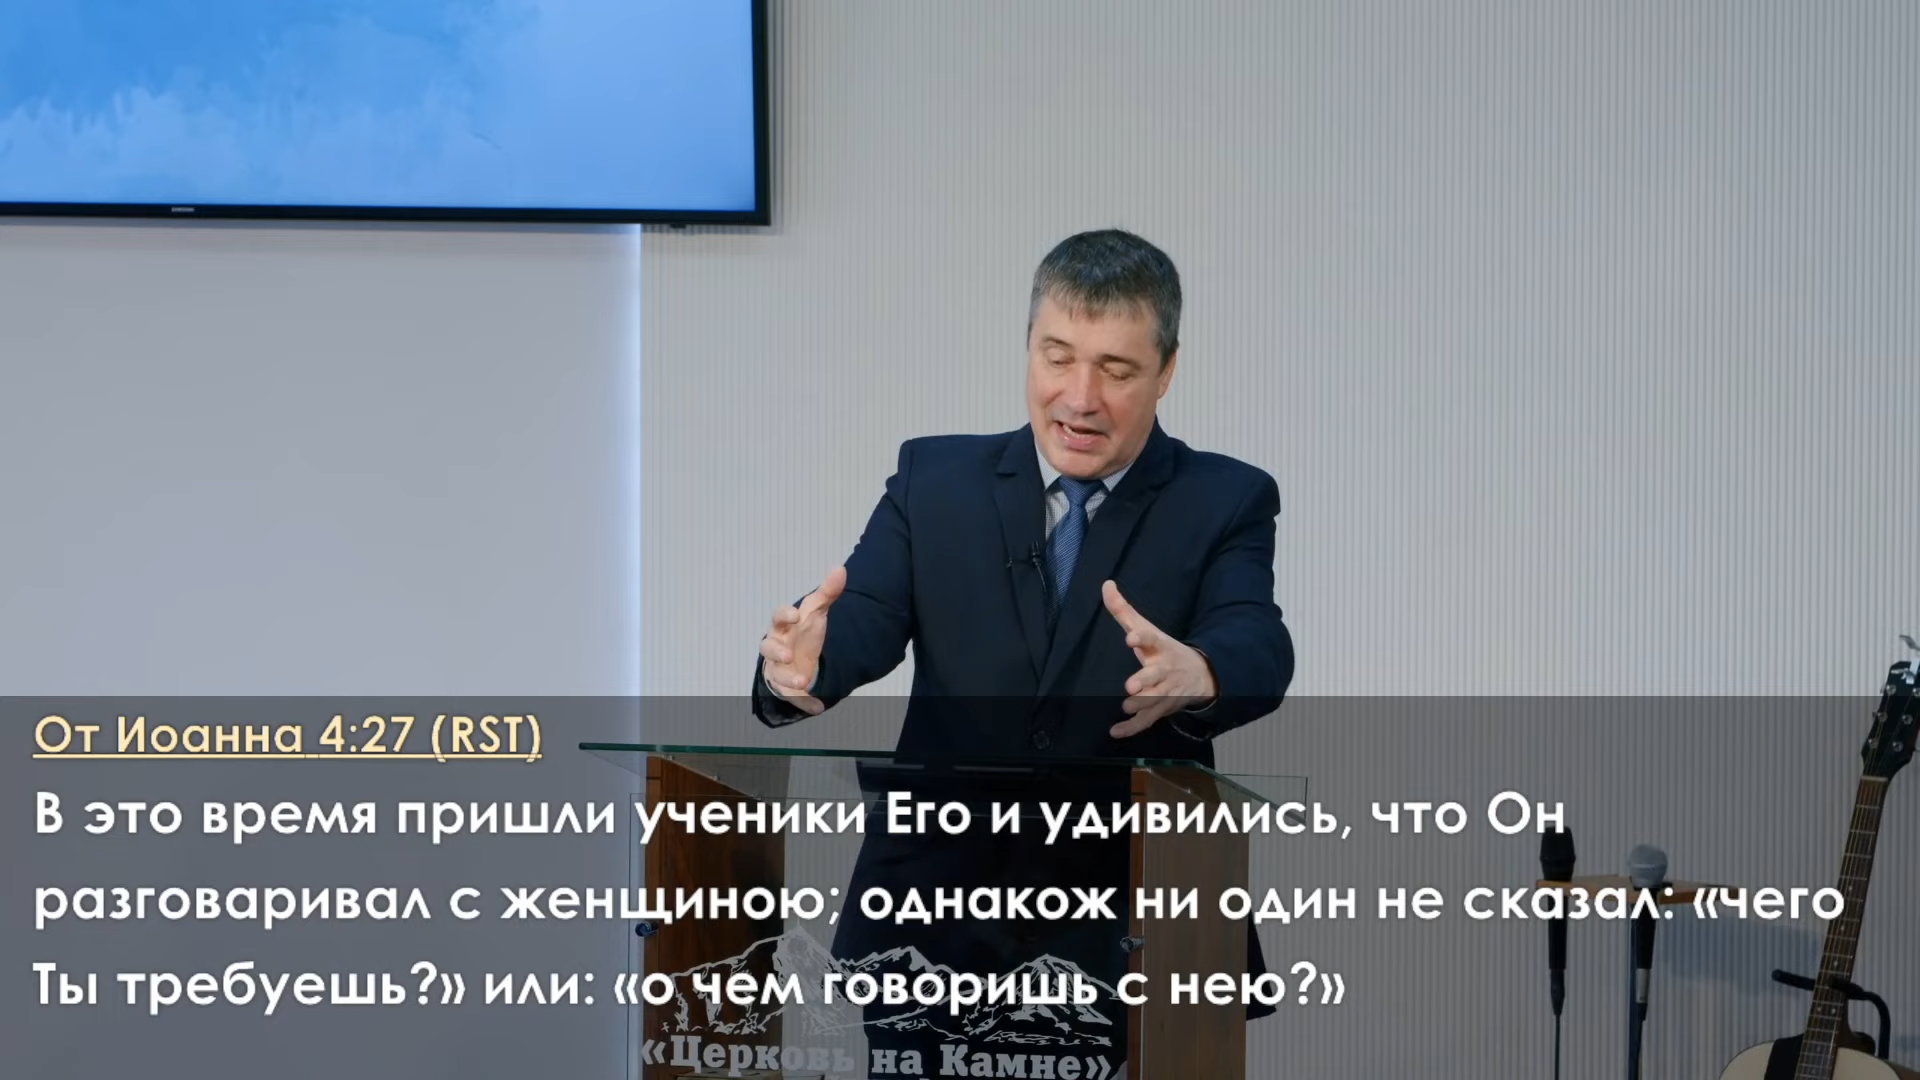 От Иоанна 4:27 (RST)
В это время пришли ученики Его и удивились, что Он
разговаривал с женщиною; однакож ни один не сказал: «чего
Ты требуешь?» или: «о чем говоришь с нею?»
«Церковь на Камне»